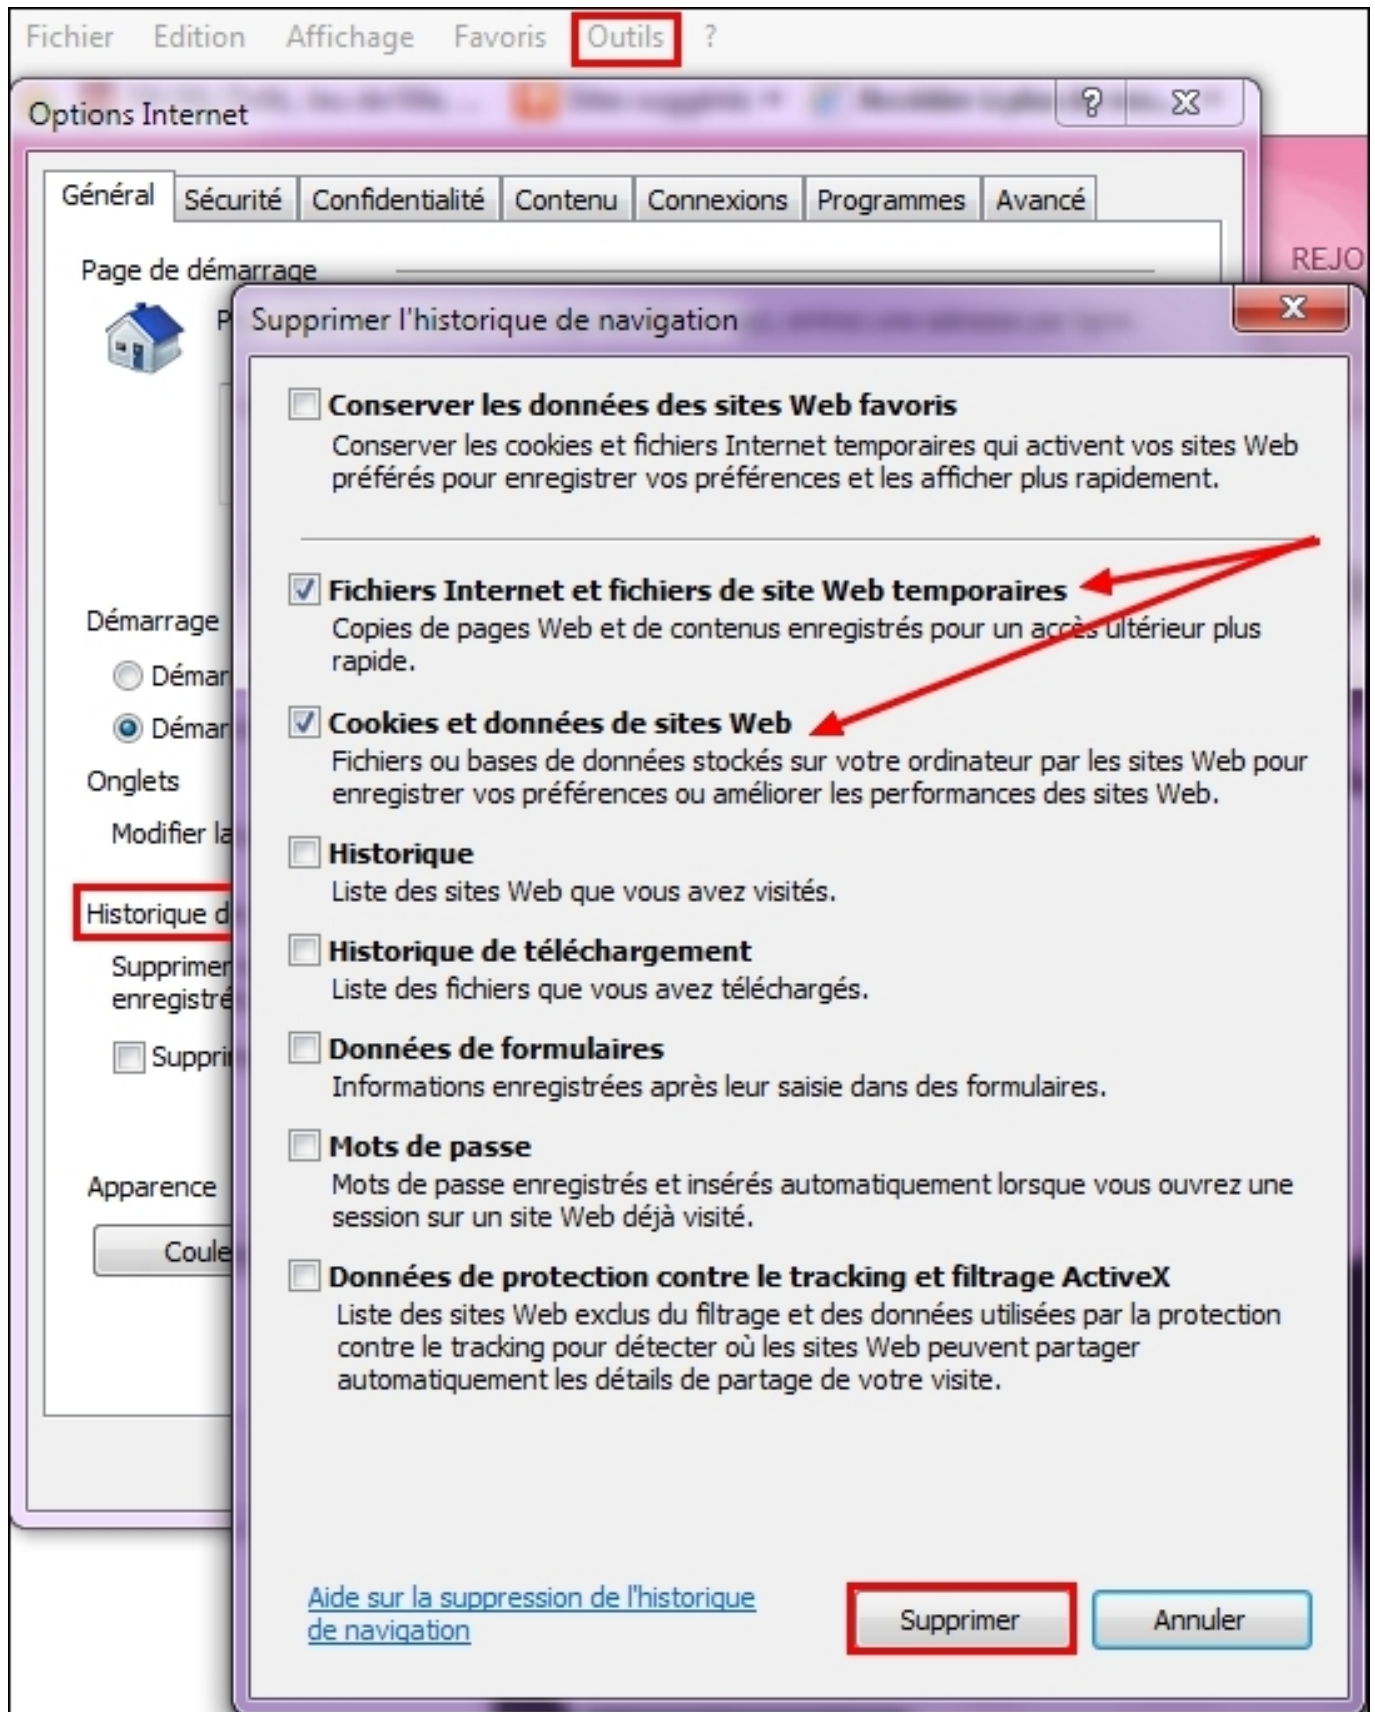 Fichier Edition Affichage Favoris Outils ?
Options Internet
Général Sécurité Confidentialité Contenu Connexions Programmes Avancé
Page de démarrage
REJO
P
Supprimer l'historique de navigation
Conserver les données des sites Web favoris
Conserver les cookies et fichiers Internet temporaires qui activent vos sites Web
préférés pour enregistrer vos préférences et les afficher plus rapidement.
Fichiers Internet et fichiers de site Web temporaires
Copies de pages Web et de contenus enregistrés pour un accès ultérieur plus
rapide.
Cookies et données de sites Web
Fichiers ou bases de données stockés sur votre ordinateur par les sites Web pour
enregistrer vos préférences ou améliorer les performances des sites Web.
Historique
Liste des sites Web que vous avez visités.
Historique de téléchargement
Liste des fichiers que vous avez téléchargés.
Données de formulaires
Informations enregistrées après leur saisie dans des formulaires.
Mots de passe
Mots de passe enregistrés et insérés automatiquement lorsque vous ouvrez une
session sur un site Web déjà visité.
Données de protection contre le tracking et filtrage ActiveX
Liste des sites Web exclus du filtrage et des données utilisées par la protection
contre le tracking pour détecter où les sites Web peuvent partager
automatiquement les détails de partage de votre visite.
Aide sur la suppression de l'historique
de navigation
Supprimer Annuler
Démarrage
Démar
Démar
Onglets
Modifier la
Historique d
Supprimer
enregistré
Suppri
Apparence
Coule